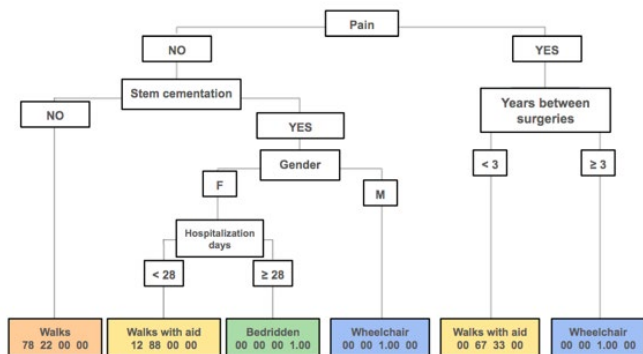 Pain
NO
YES
Stem cementation
Years between
surgeries
NO
YES
Gender
< 3
≥ 3
F
M
Hospitalization
days
< 28
≥ 28
Walks
78 22 00 00
Walks with aid
12 88 00 00
Bedridden
00 00 00 1.00
Wheelchair
00 00 1.00 00
Walks with aid
00 67 33 00
Wheelchair
00 00 1.00 00